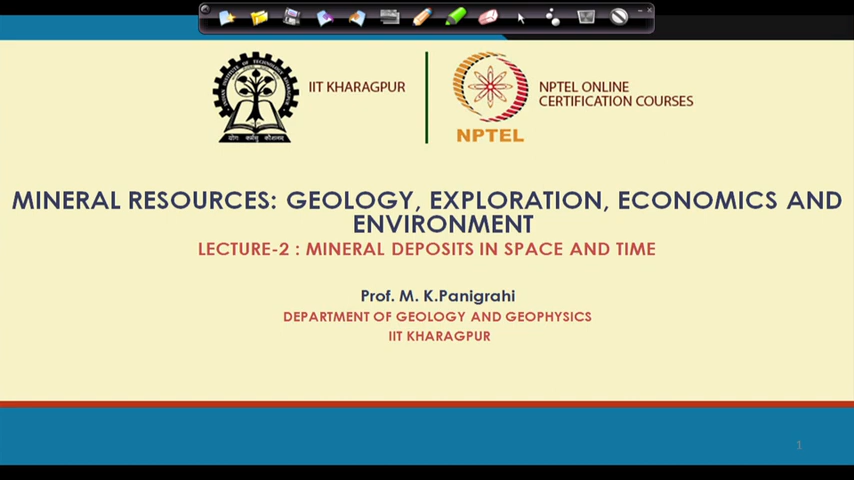 IIT KHARAGPUR
NPTEL ONLINE
CERTIFICATION COURSES
NPTEL
MINERAL RESOURCES: GEOLOGY, EXPLORATION, ECONOMICS AND
ENVIRONMENT
LECTURE-2 : MINERAL DEPOSITS IN SPACE AND TIME
Prof. M. K.Panigrahi
DEPARTMENT OF GEOLOGY AND GEOPHYSICS
IIT KHARAGPUR
1